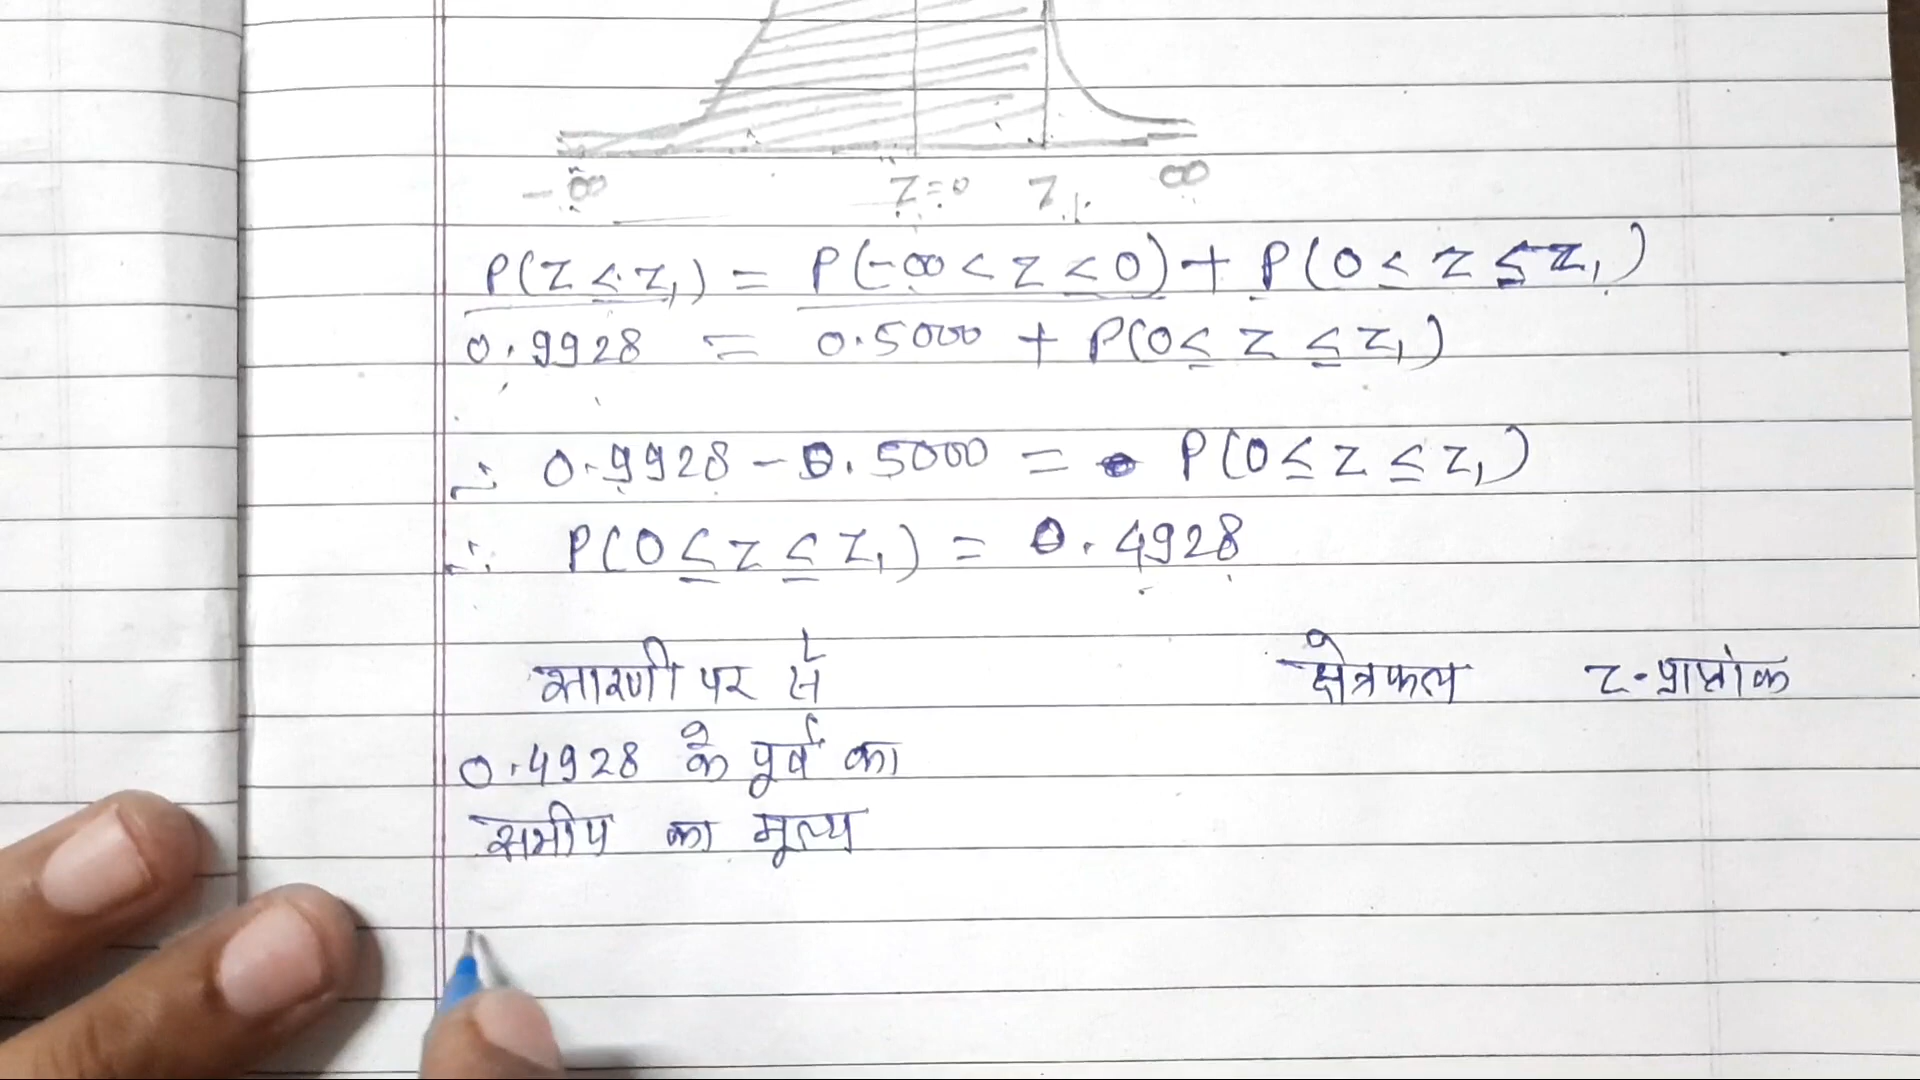 -∞ Z=0 Z₁ ∞
P(Z ≤ Z₁) = P(-∞ < Z < 0) + P(0 ≤ Z ≤ Z₁)
0.9928 = 0.5000 + P(0 ≤ Z ≤ Z₁)
∴ 0.9928 - 0.5000 = P(0 ≤ Z ≤ Z₁)
∴ P(0 ≤ Z ≤ Z₁) = 0.4928
सारणी पर से क्षेत्रफल Z-प्राप्तांक
0.4928 के पूर्व का
समीप का मूल्य